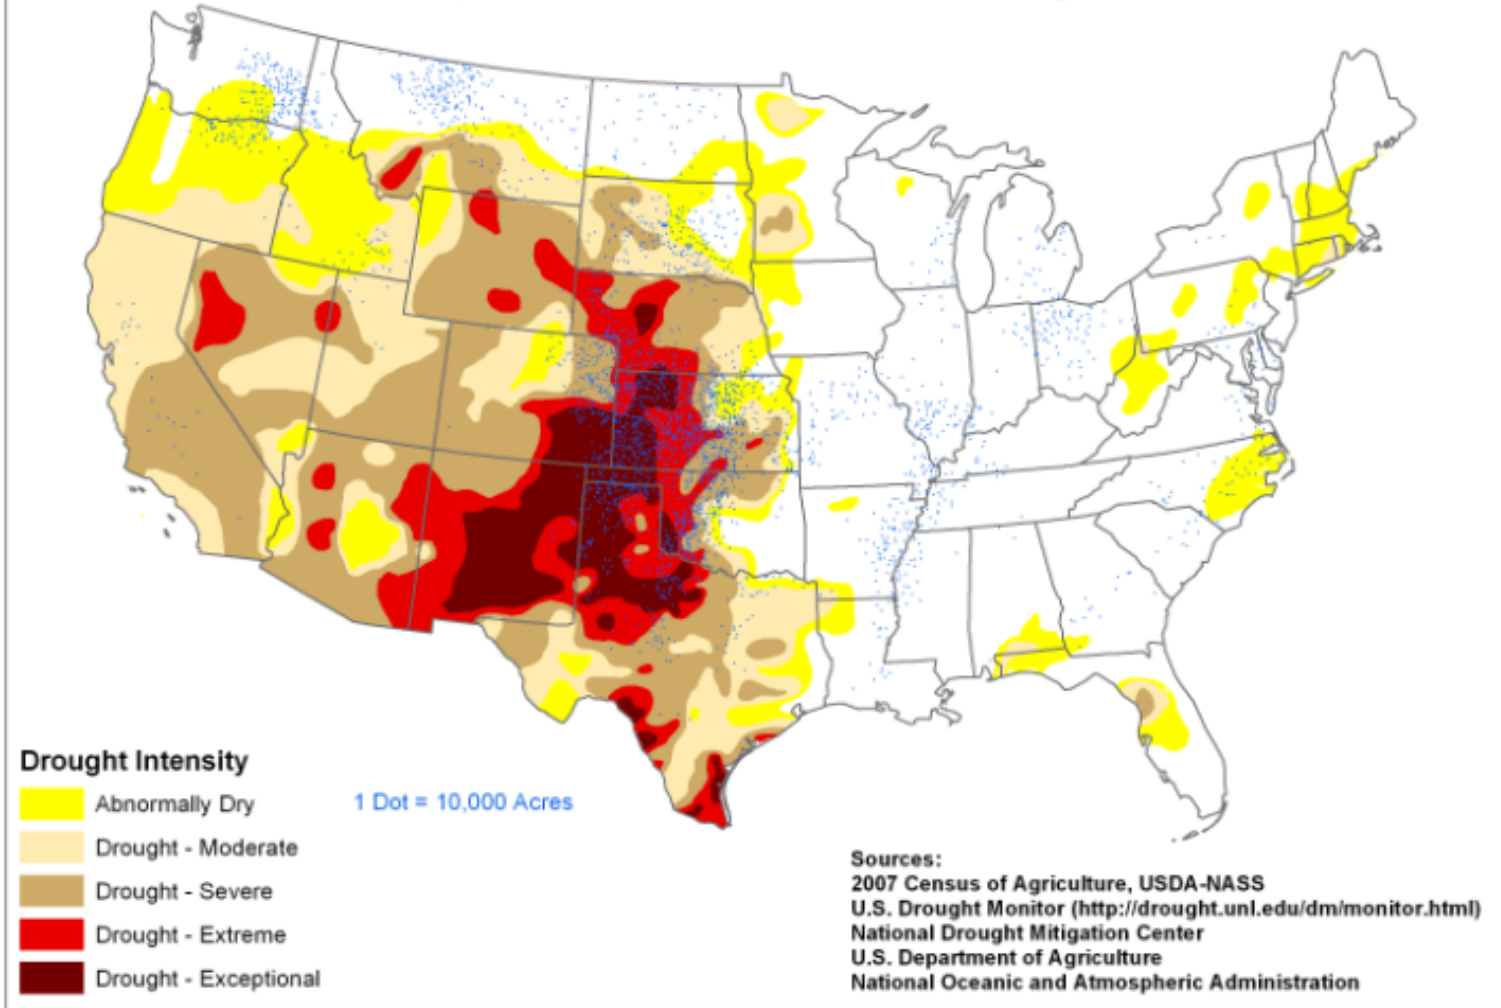 Drought Intensity
Abnormally Dry
Drought - Moderate
Drought - Severe
Drought - Extreme
Drought - Exceptional
1 Dot = 10,000 Acres
Sources:
2007 Census of Agriculture, USDA-NASS
U.S. Drought Monitor (http://drought.unl.edu/dm/monitor.html)
National Drought Mitigation Center
U.S. Department of Agriculture
National Oceanic and Atmospheric Administration